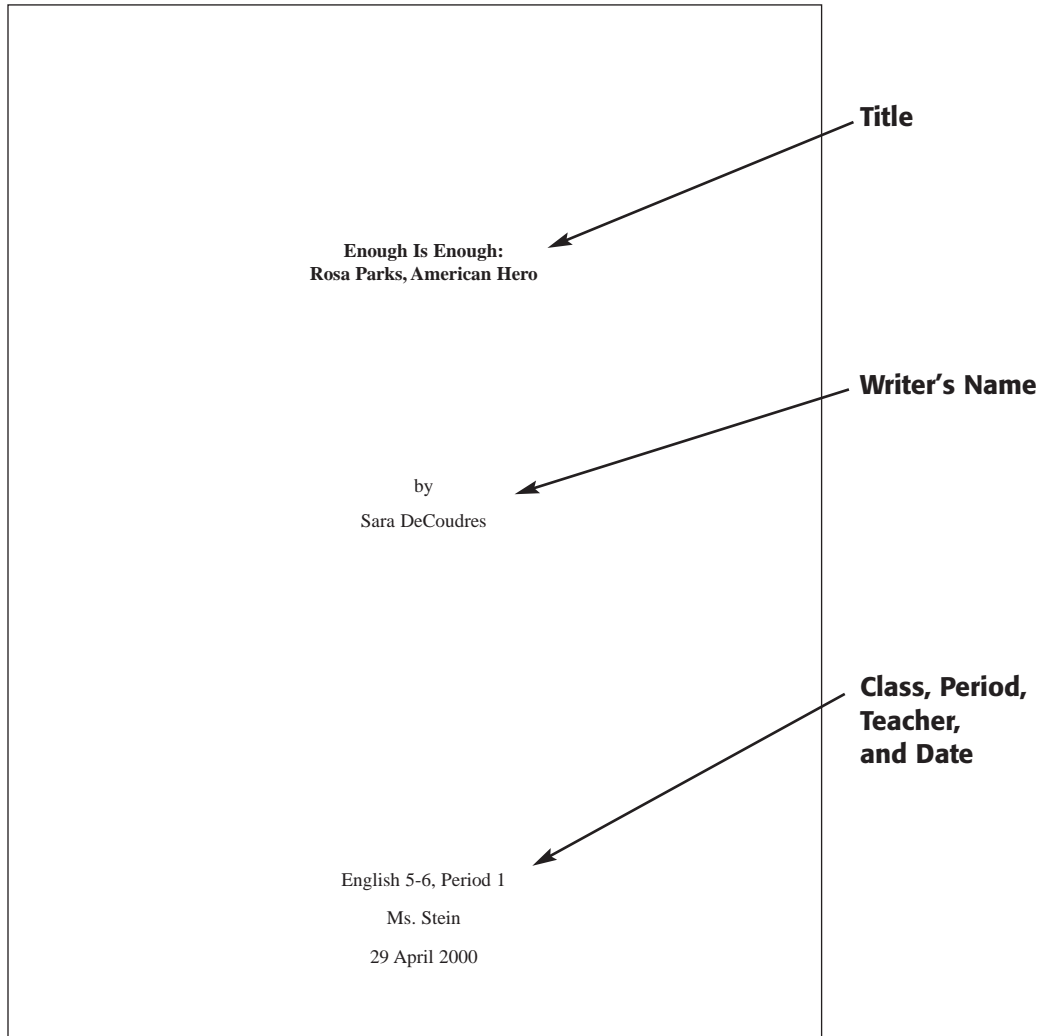 Title
Enough Is Enough:
Rosa Parks, American Hero
Writer’s Name
by
Sara DeCoudres
Class, Period,
Teacher,
and Date
English 5-6, Period 1
Ms. Stein
29 April 2000